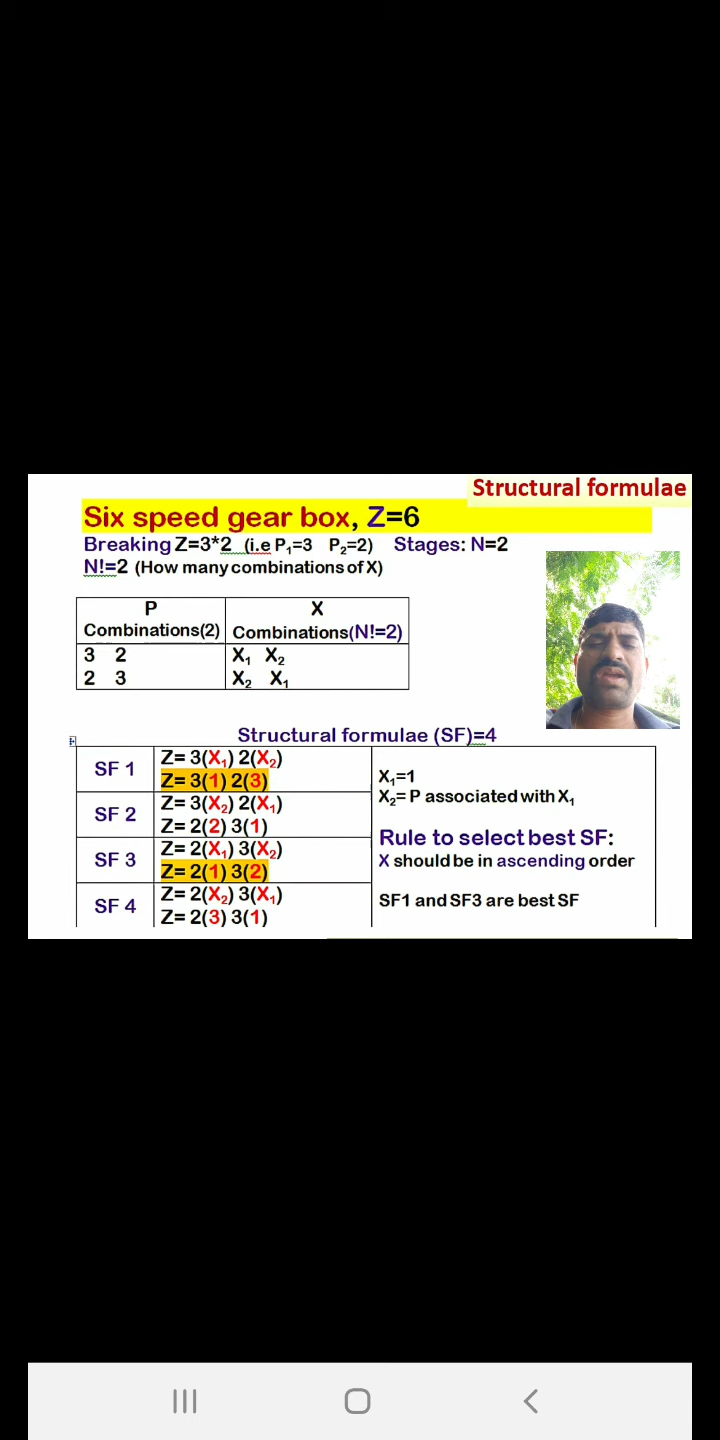 Structural formulae
Six speed gear box, Z=6
Breaking Z=3*2 (i.e P₁=3 P₂=2) Stages: N=2
N!=2 (How many combinations of X)
P
Combinations(2)
X
Combinations(N!=2)
3 2
X₁ X₂
2 3
X₂ X₁
Structural formulae (SF)=4
SF 1
Z= 3(X₁) 2(X₂)
Z= 3(1) 2(3)
SF 2
Z= 3(X₂) 2(X₁)
Z= 2(2) 3(1)
SF 3
Z= 2(X₁) 3(X₂)
Z= 2(1) 3(2)
SF 4
Z= 2(X₂) 3(X₁)
Z= 2(3) 3(1)
X₁=1
X₂= P associated with X₁
Rule to select best SF:
X should be in ascending order
SF1 and SF3 are best SF